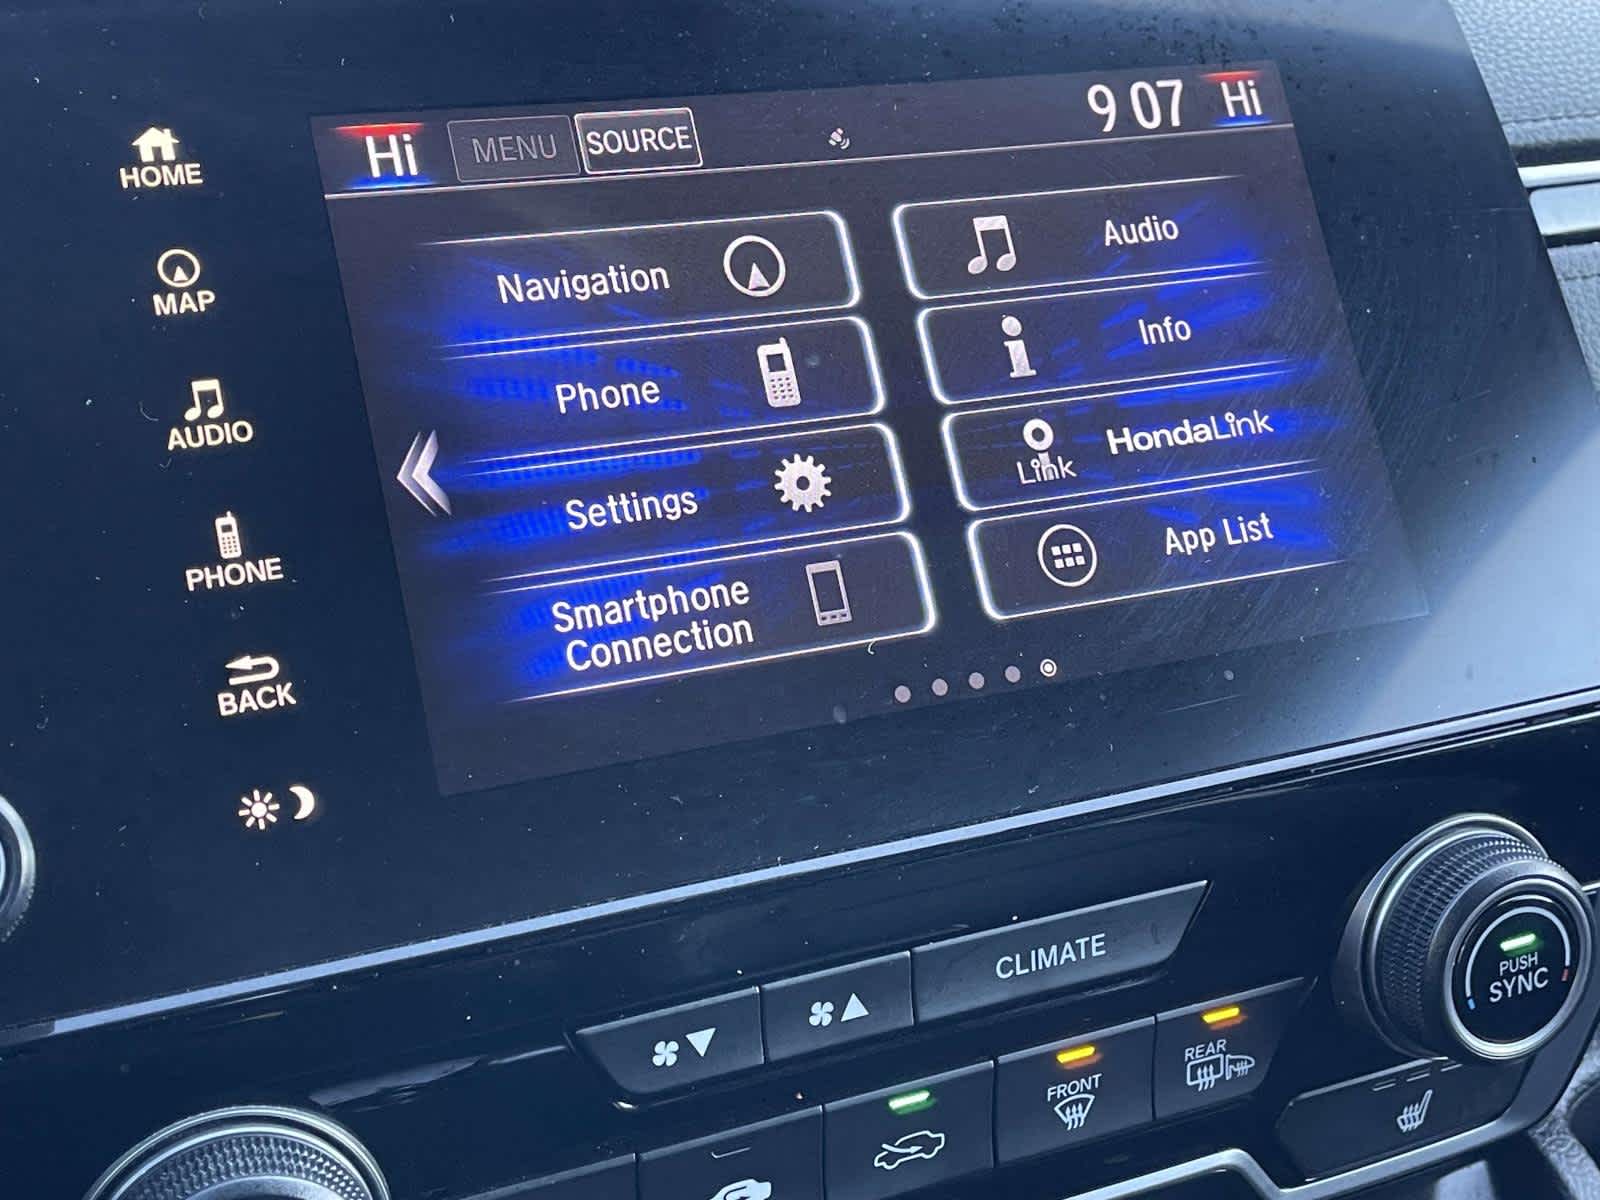 HOME
MAP
AUDIO
PHONE
BACK
Hi
MENU
SOURCE
9 07
Hi
Navigation
Phone
Settings
Smartphone
Connection
Audio
Info
Link
HondaLink
App List
CLIMATE
FRONT
REAR
PUSH
SYNC